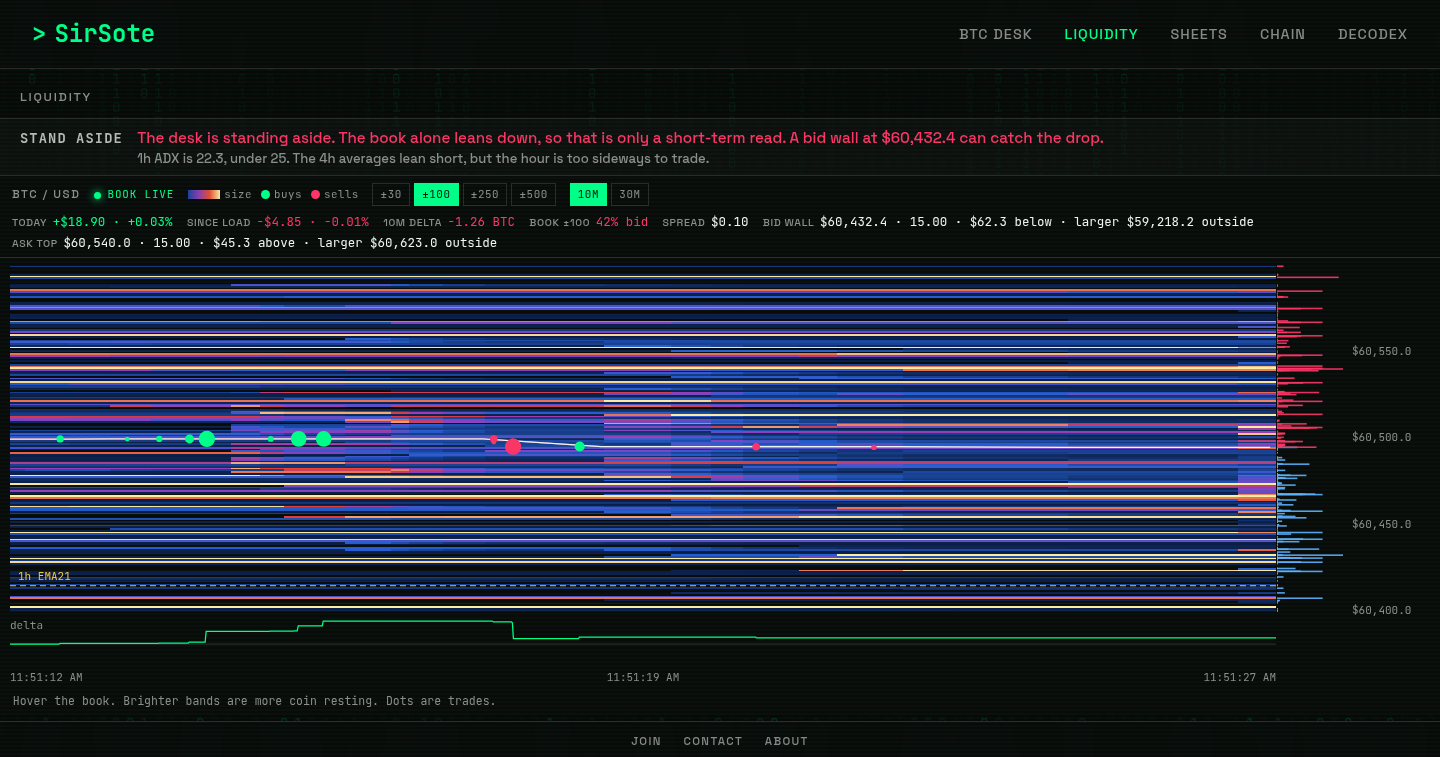 > SirSote
BTC DESK LIQUIDITY SHEETS CHAIN DECODEX
LIQUIDITY
STAND ASIDE The desk is standing aside. The book alone leans down, so that is only a short-term read. A bid wall at $60,432.4 can catch the drop.
1h ADX is 22.3, under 25. The 4h averages lean short, but the hour is too sideways to trade.
BTC / USD BOOK LIVE size buys sells ±30 ±100 ±250 ±500 10M 30M
TODAY +$18.90 · +0.03% SINCE LOAD -$4.85 · -0.01% 10M DELTA -1.26 BTC BOOK ±100 42% bid SPREAD $0.10 BID WALL $60,432.4 · 15.00 · $62.3 below · larger $59,218.2 outside
ASK TOP $60,540.0 · 15.00 · $45.3 above · larger $60,623.0 outside
$60,550.0
$60,500.0
$60,450.0
1h EMA21
$60,400.0
delta
11:51:12 AM 11:51:19 AM 11:51:27 AM
Hover the book. Brighter bands are more coin resting. Dots are trades.
JOIN CONTACT ABOUT